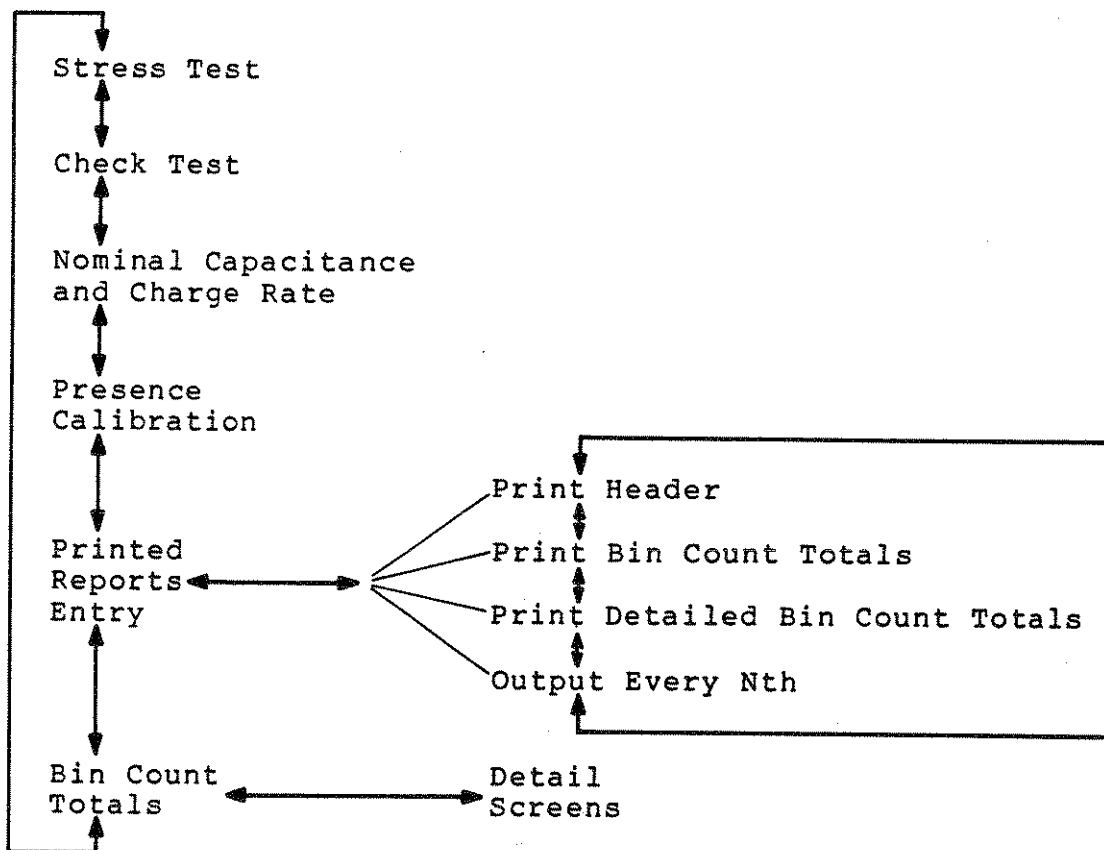 Stress Test
Check Test
Nominal Capacitance
and Charge Rate
Presence
Calibration
Printed
Reports
Entry
Print Header
Print Bin Count Totals
Print Detailed Bin Count Totals
Output Every Nth
Bin Count
Totals
Detail
Screens